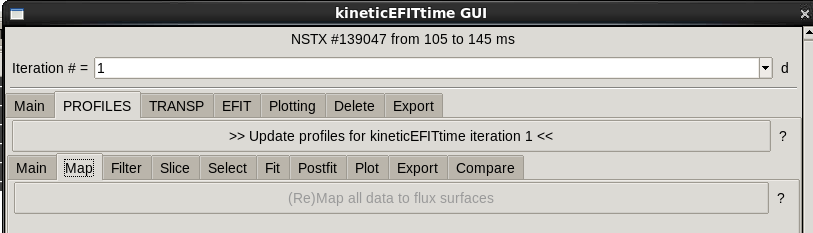 kineticEFITtime GUI
NSTX #139047 from 105 to 145 ms
Iteration # = 1 d
Main PROFILES TRANSP EFIT Plotting Delete Export
>> Update profiles for kineticEFITtime iteration 1 << ?
Main Map Filter Slice Select Fit Postfit Plot Export Compare
(Re)Map all data to flux surfaces ?